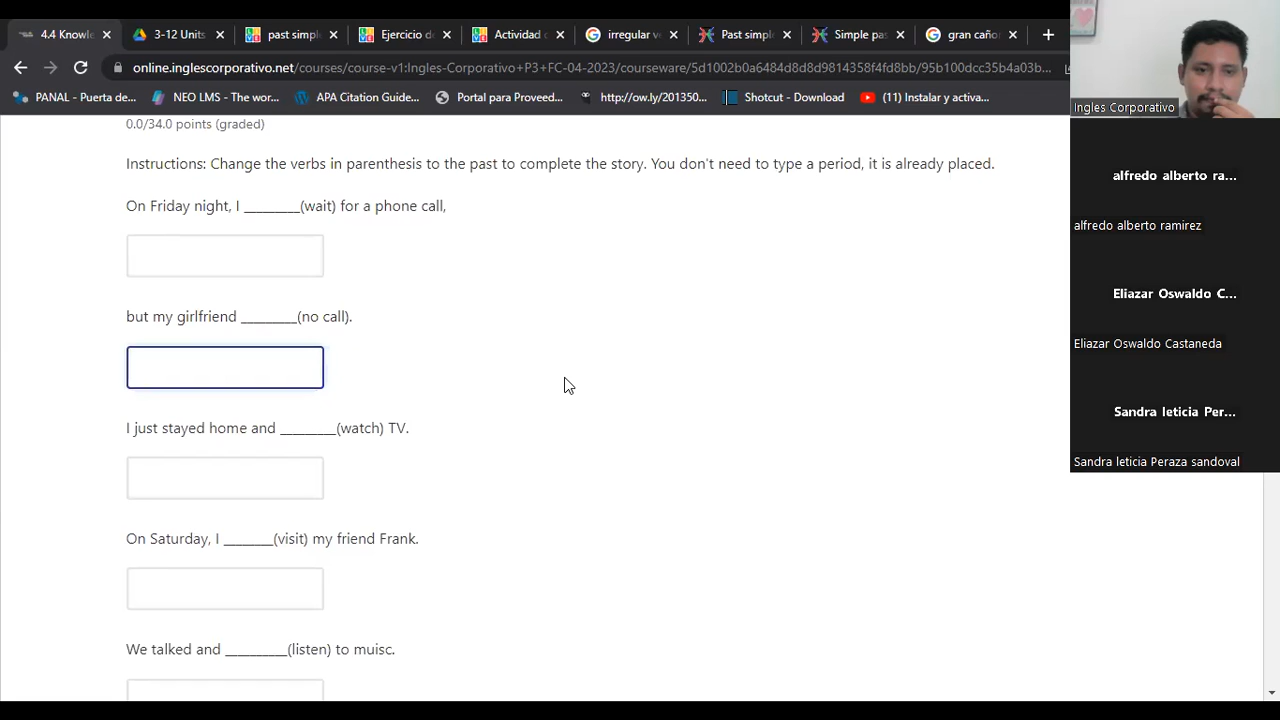 4.4 Knowle
3-12 Units
past simple
Ejercicio de
Actividad d
irregular ve
Past simple
Simple pas
gran cañon
online.inglescorporativo.net/courses/course-v1:Ingles-Corporativo+P3+FC-04-2023/courseware/5d1002b0a6484d8d8d9814358f4fd8bb/95b100dcc35b4a03b...
PANAL - Puerta de...
NEO LMS - The wor...
APA Citation Guide...
Portal para Proveed...
http://ow.ly/201350...
Shotcut - Download
(11) Instalar y activa...
0.0/34.0 points (graded)
Instructions: Change the verbs in parenthesis to the past to complete the story. You don't need to type a period, it is already placed.
On Friday night, I ________(wait) for a phone call,
but my girlfriend ________(no call).
I just stayed home and ________(watch) TV.
On Saturday, I _______(visit) my friend Frank.
We talked and _________(listen) to muisc.
Ingles Corporativo
alfredo alberto ra...
alfredo alberto ramirez
Eliazar Oswaldo C...
Eliazar Oswaldo Castaneda
Sandra leticia Per...
Sandra leticia Peraza sandoval